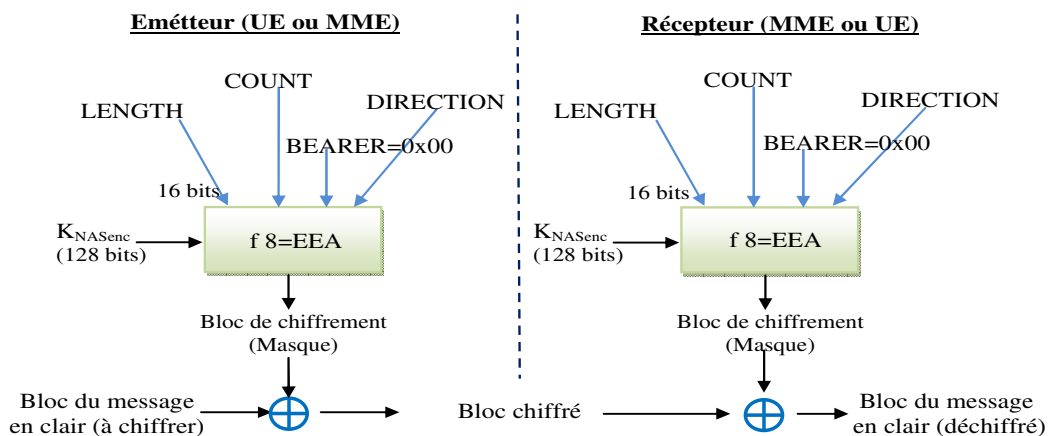 Emétteur (UE ou MME)
COUNT
LENGTH
DIRECTION
BEARER=0x00
16 bits
K_NASenc
(128 bits)
f 8=EEA
Bloc de chiffrement
(Masque)
Bloc du message
en clair (à chiffrer)
Bloc chiffré
Récepteur (MME ou UE)
COUNT
LENGTH
DIRECTION
BEARER=0x00
16 bits
K_NASenc
(128 bits)
f 8=EEA
Bloc de chiffrement
(Masque)
Bloc du message
en clair (déchiffré)